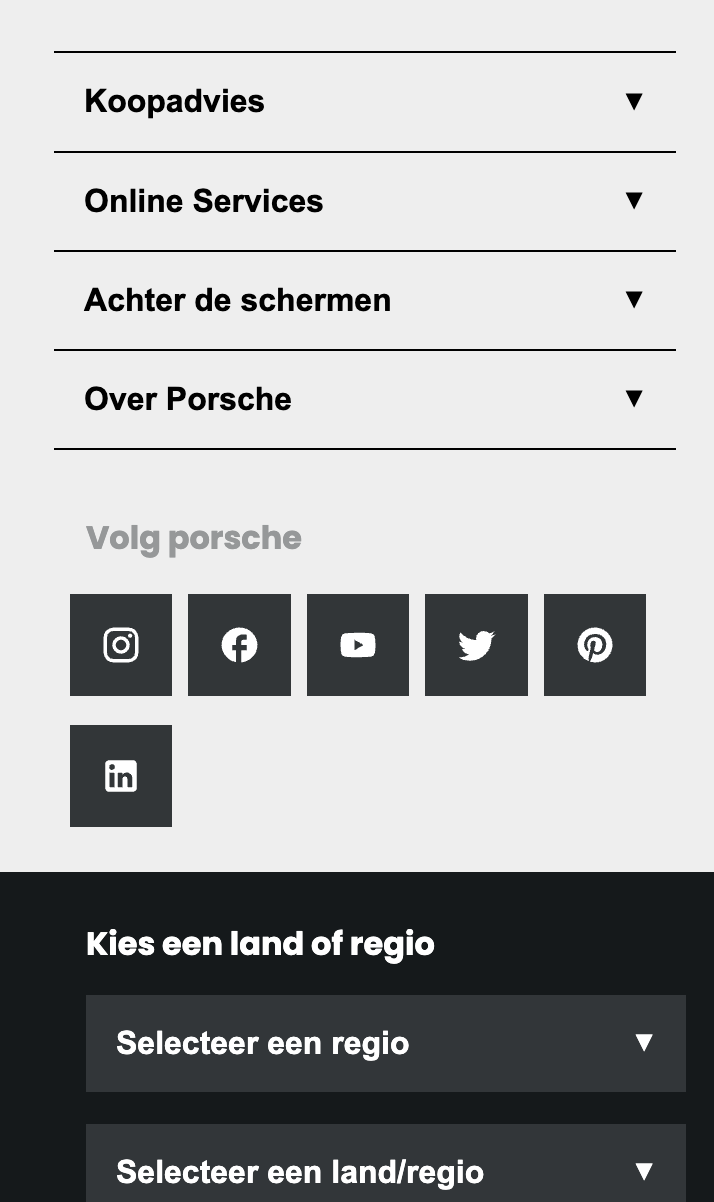 Koopadvies
Online Services
Achter de schermen
Over Porsche
Volg porsche
Kies een land of regio
Selecteer een regio
Selecteer een land/regio